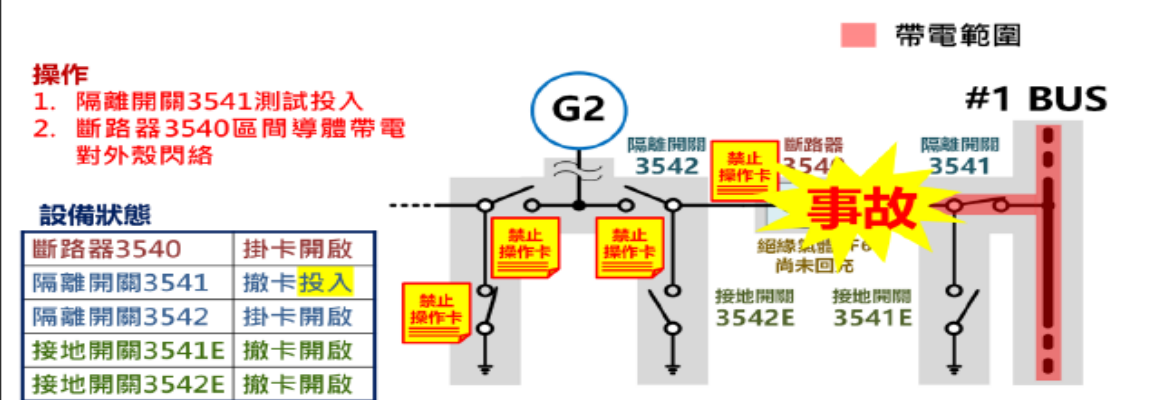 帶電範圍
操作
1. 隔離開關3541測試投入
2. 斷路器3540區間導體帶電
對外殼閃絡
G2
#1 BUS
隔離開關
3542
禁止
操作卡
斷路器
隔離開關
3541
事故
禁止
操作卡
禁止
操作卡
絕緣氣體
尚未回充
禁止
操作卡
接地開關
3542E
接地開關
3541E
設備狀態
斷路器3540 掛卡開啟
隔離開關3541 撤卡投入
隔離開關3542 掛卡開啟
接地開關3541E 撤卡開啟
接地開關3542E 撤卡開啟